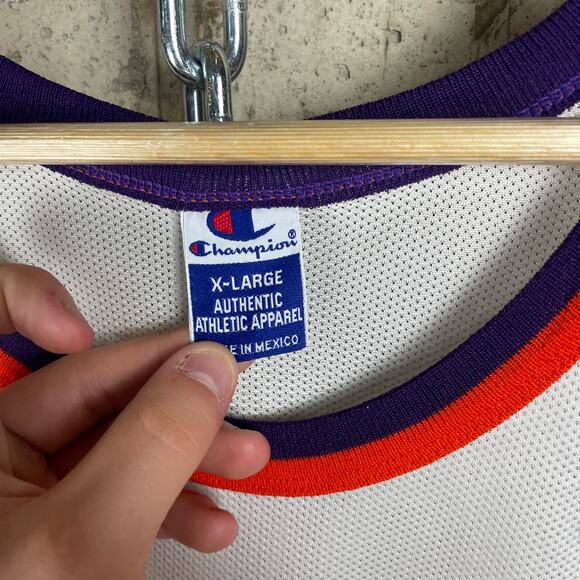 Champion®
X-LARGE
AUTHENTIC
ATHLETIC APPAREL
IN MEXICO